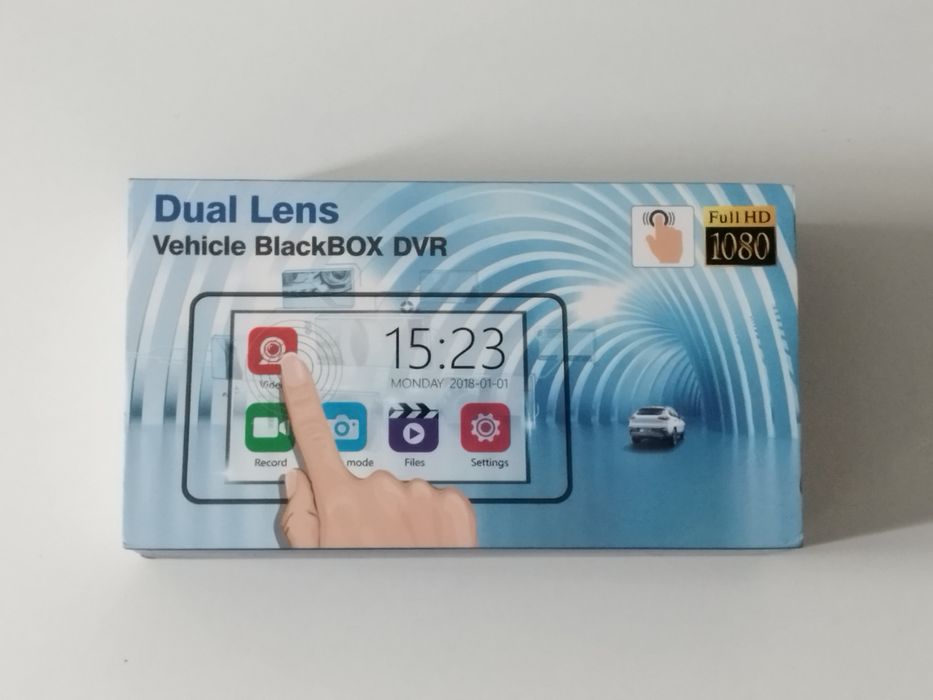 Dual Lens
Vehicle BlackBOX DVR
Full HD
1080
15:23
MONDAY 2018-01-01
Record
mode
Files
Settings